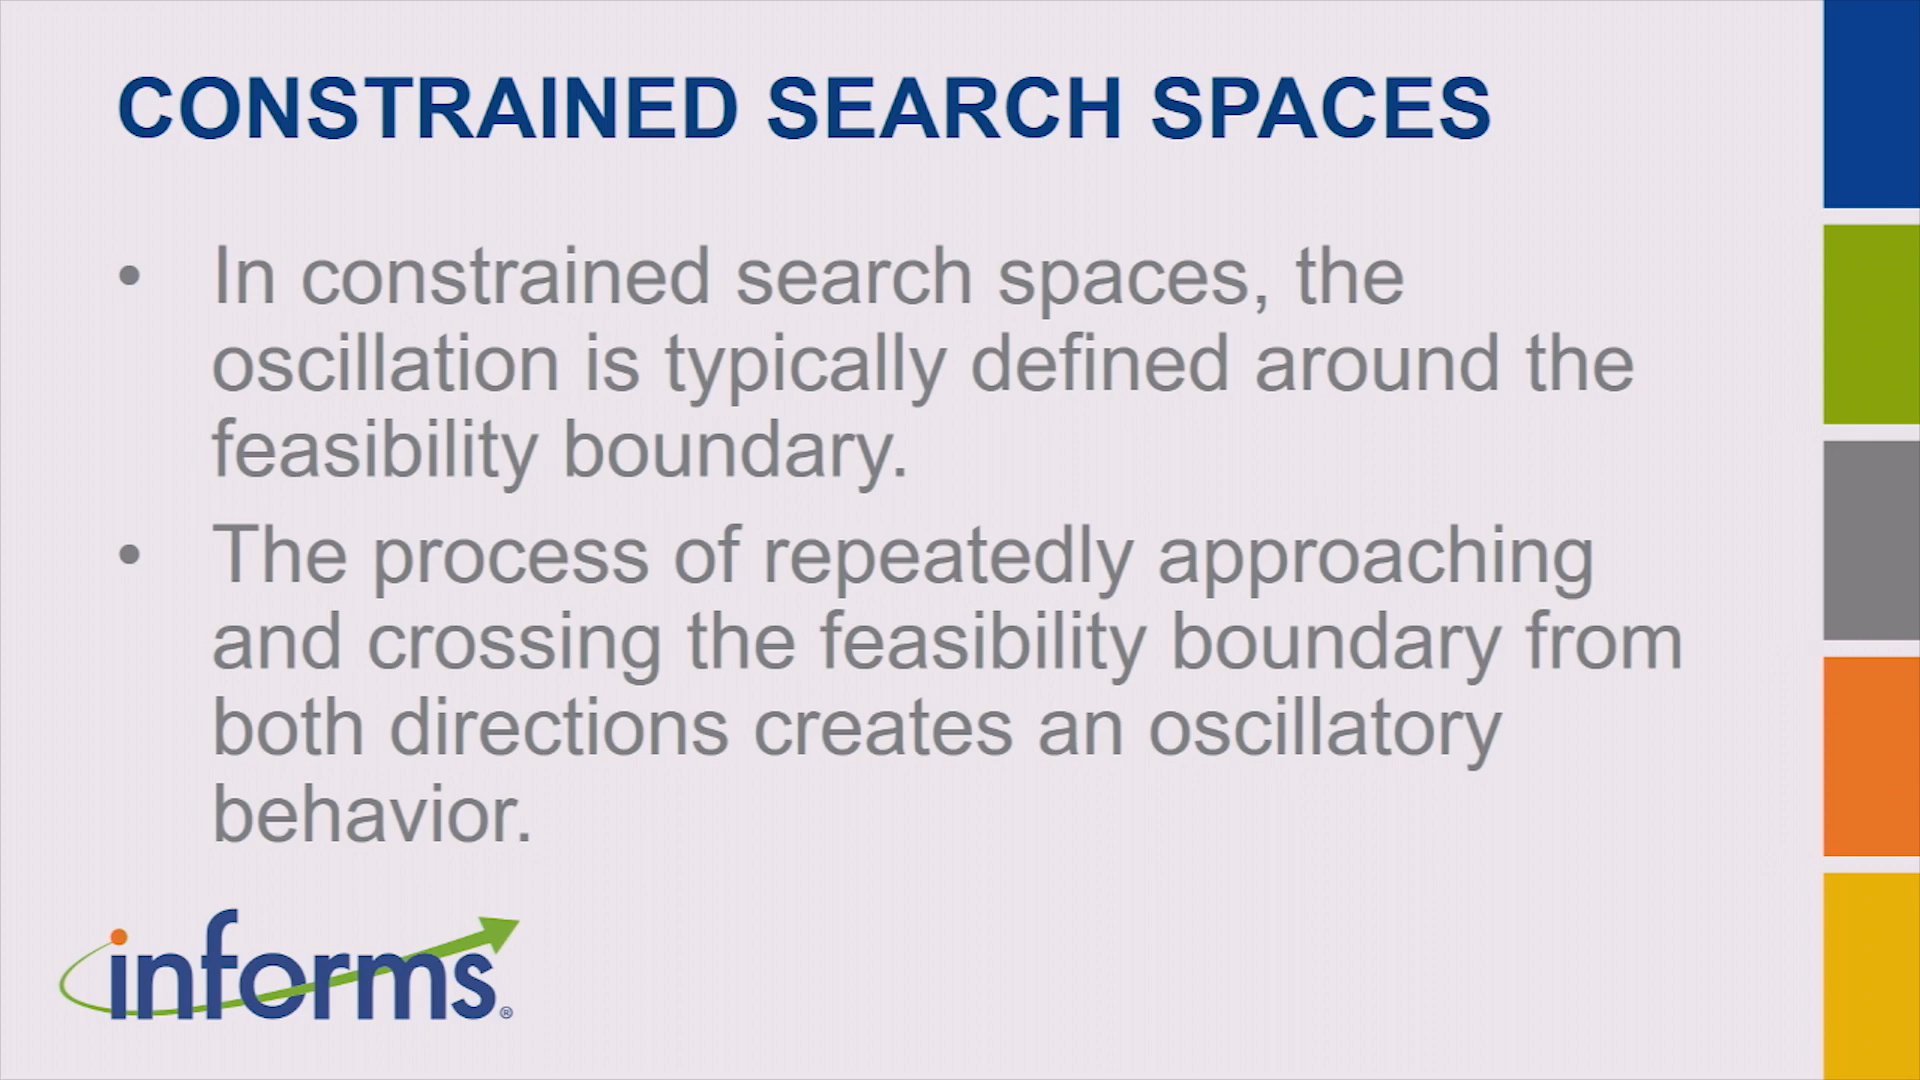 CONSTRAINED SEARCH SPACES
• In constrained search spaces, the
oscillation is typically defined around the
feasibility boundary.
• The process of repeatedly approaching
and crossing the feasibility boundary from
both directions creates an oscillatory
behavior.
informs®